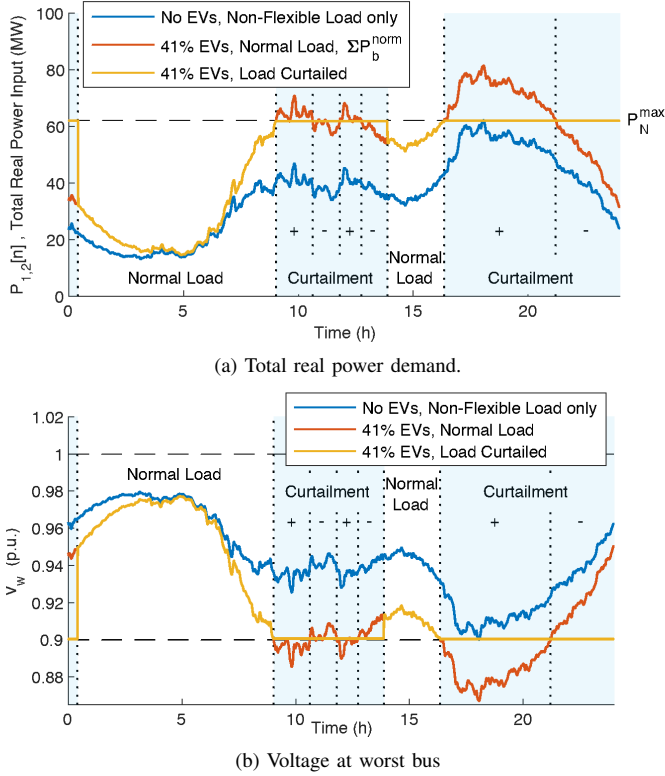 No EVs, Non-Flexible Load only
41% EVs, Normal Load, ΣP_b^norm
41% EVs, Load Curtailed
100
80
60
40
20
0
P_1,2[n] , Total Real Power Input (MW)
P_N^max
+ - + -
+ -
Normal Load
Curtailment
Normal
Load
Curtailment
0 5 10 15 20
Time (h)
(a) Total real power demand.
No EVs, Non-Flexible Load only
41% EVs, Normal Load
41% EVs, Load Curtailed
1.02
1
0.98
0.96
0.94
0.92
0.9
0.88
v_w (p.u.)
Normal Load
Curtailment
Normal
Load
Curtailment
+ - + -
+ -
0 5 10 15 20
Time (h)
(b) Voltage at worst bus